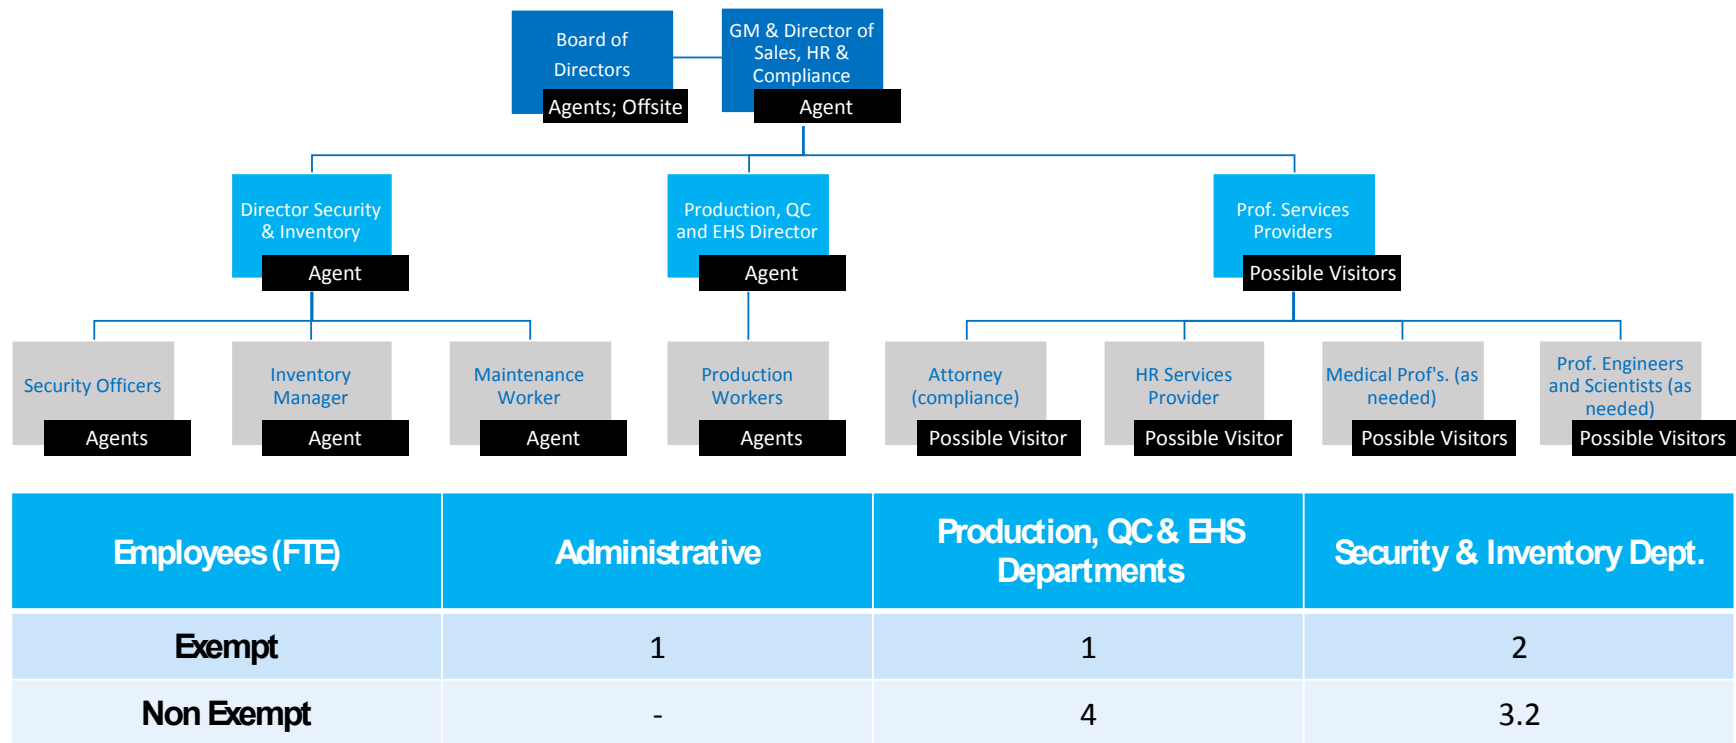 Board of
Directors
Agents; Offsite
GM & Director of
Sales, HR &
Compliance
Agent
Director Security
& Inventory
Agent
Production, QC
and EHS Director
Agent
Prof. Services
Providers
Possible Visitors
Security Officers
Agents
Inventory
Manager
Agent
Maintenance
Worker
Agent
Production
Workers
Agents
Attorney
(compliance)
Possible Visitor
HR Services
Provider
Possible Visitor
Medical Prof's. (as
needed)
Possible Visitors
Prof. Engineers
and Scientists (as
needed)
Possible Visitors
Employees (FTE)
Administrative
Production, QC & EHS
Departments
Security & Inventory Dept.
Exempt
1
1
2
Non Exempt
-
4
3.2